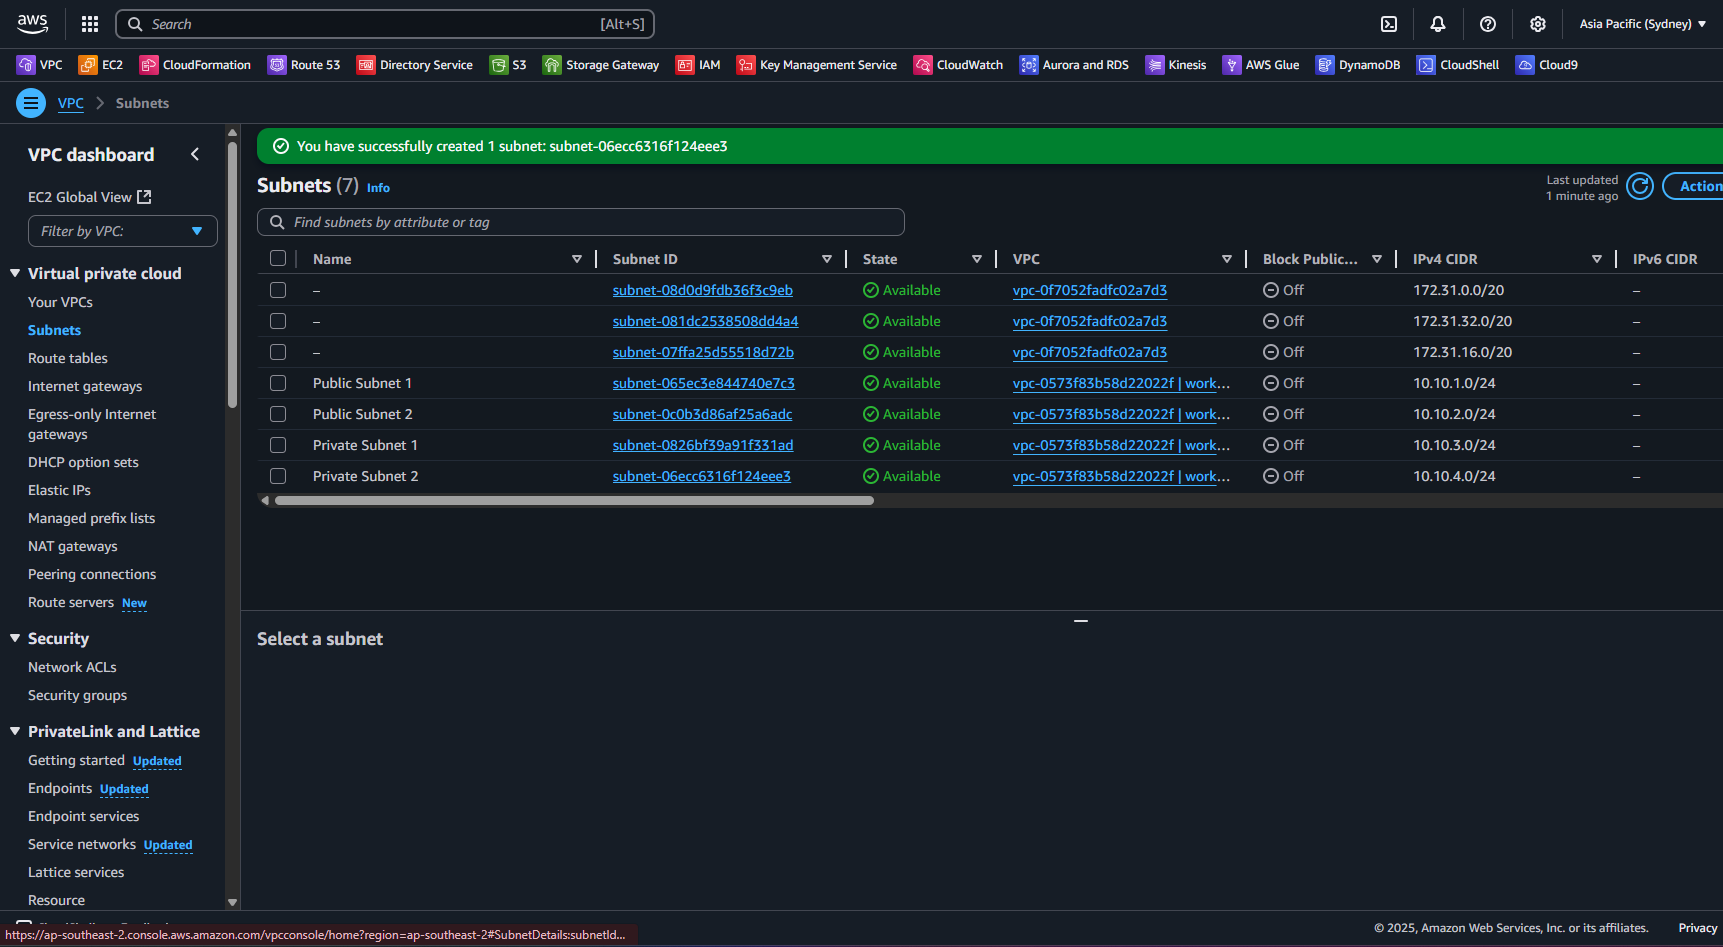 aws
Search [Alt+S]
Asia Pacific (Sydney)
VPC EC2 CloudFormation Route 53 Directory Service S3 Storage Gateway IAM Key Management Service CloudWatch Aurora and RDS Kinesis AWS Glue DynamoDB CloudShell Cloud9
VPC Subnets
VPC dashboard
EC2 Global View
Filter by VPC:
Virtual private cloud
Your VPCs
Subnets
Route tables
Internet gateways
Egress-only Internet
gateways
DHCP option sets
Elastic IPs
Managed prefix lists
NAT gateways
Peering connections
Route servers New
Security
Network ACLs
Security groups
PrivateLink and Lattice
Getting started Updated
Endpoints Updated
Endpoint services
Service networks Updated
Lattice services
Resource
You have successfully created 1 subnet: subnet-06ecc6316f124eee3
Subnets (7) Info
Last updated
1 minute ago
Action
Find subnets by attribute or tag
Name Subnet ID State VPC Block Public... IPv4 CIDR IPv6 CIDR
– subnet-08d0d9fdb36f3c9eb Available vpc-0f7052fadfc02a7d3 Off 172.31.0.0/20 –
– subnet-081dc2538508dd4a4 Available vpc-0f7052fadfc02a7d3 Off 172.31.32.0/20 –
– subnet-07ffa25d55518d72b Available vpc-0f7052fadfc02a7d3 Off 172.31.16.0/20 –
Public Subnet 1 subnet-065ec3e844740e7c3 Available vpc-0573f83b58d22022f | work... Off 10.10.1.0/24 –
Public Subnet 2 subnet-0c0b3d86af25a6adc Available vpc-0573f83b58d22022f | work... Off 10.10.2.0/24 –
Private Subnet 1 subnet-0826bf39a91f331ad Available vpc-0573f83b58d22022f | work... Off 10.10.3.0/24 –
Private Subnet 2 subnet-06ecc6316f124eee3 Available vpc-0573f83b58d22022f | work... Off 10.10.4.0/24 –
Select a subnet
https://ap-southeast-2.console.aws.amazon.com/vpcconsole/home?region=ap-southeast-2#SubnetDetails:subnetId...
© 2025, Amazon Web Services, Inc. or its affiliates. Privacy